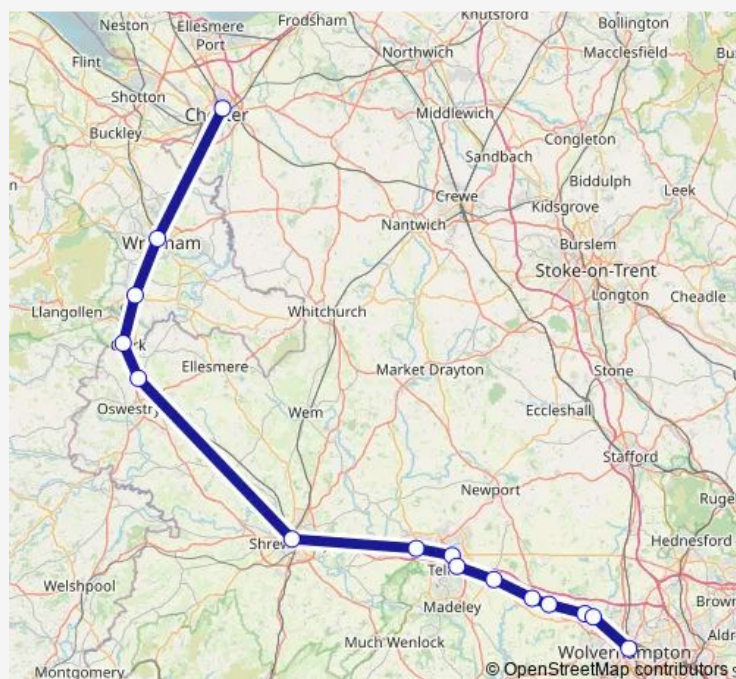 Neston
Ellesmere
Port
Frodsham
Knutsford
Bollington
Flint
Northwich
Macclesfield
Shotton
Buckley
Middlewich
Congleton
Sandbach
Biddulph
Leek
Crewe
Kidsgrove
Nantwich
Burslem
Stoke-on-Trent
Longton
Cheadle
Llangollen
Whitchurch
Ellesmere
Market Drayton
Stone
Oswestry
Wem
Eccleshall
Stafford
Newport
Hednesford
Welshpool
Madeley
Much Wenlock
Montgomery
© OpenStreetMap contributors